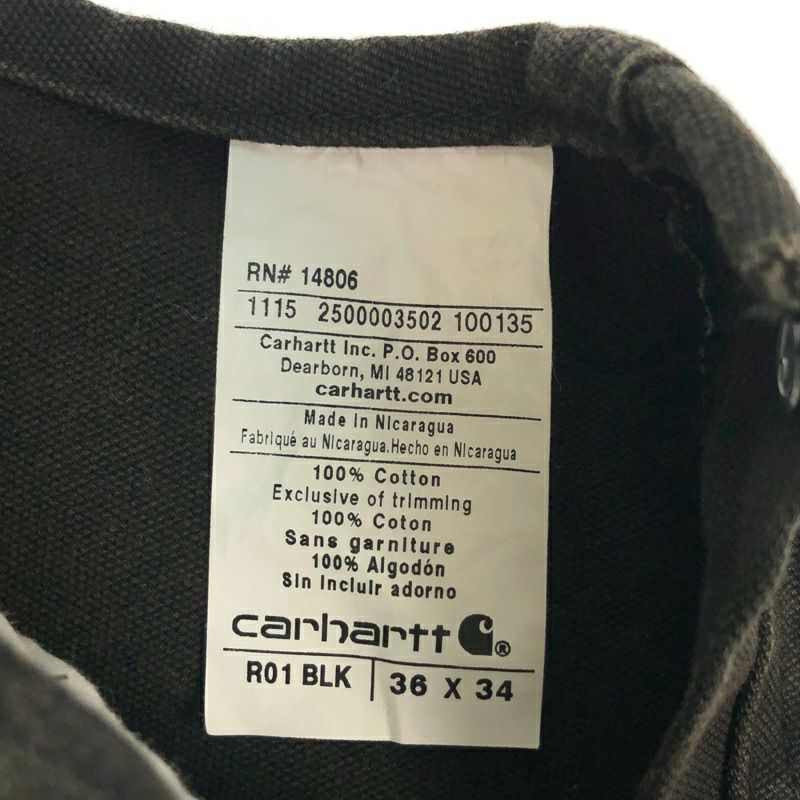 RN# 14806
1115 2500003502 100135
Carhartt Inc. P.O. Box 600
Dearborn, MI 48121 USA
carhartt.com
Made in Nicaragua
Fabriqué au Nicaragua.Hecho en Nicaragua
100% Cotton
Exclusive of trimming
100% Coton
Sans garniture
100% Algodón
Sin incluir adorno
carhartt ®
R01 BLK | 36 X 34